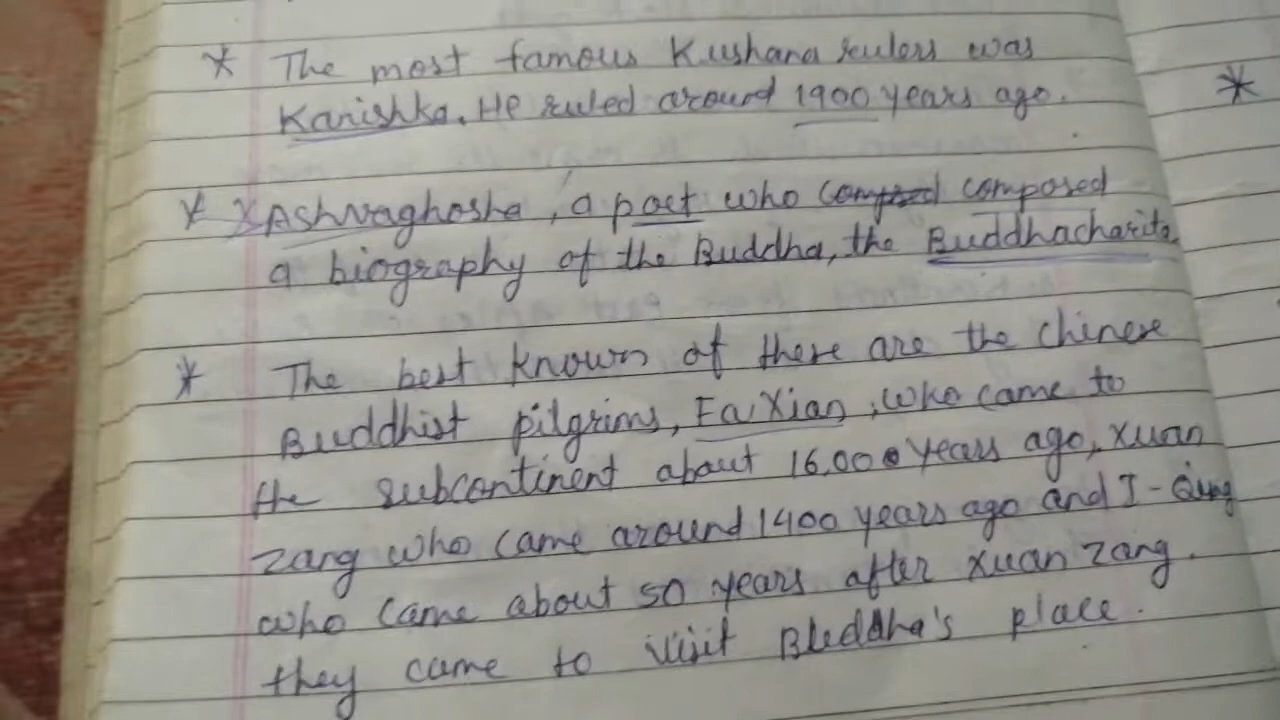 * The most famous Kushana rulers was
Kanishka. He ruled around 1900 years ago.
* Ashvaghosha, a poet who composed
a biography of the Buddha, the Buddhacharita
* The best known of these are the chinese
Buddhist pilgrims, Fa Xian, who came to
the subcontinent about 16,000 years ago, Xuan
zang who came around 1400 years ago and I-Qing
who came about 50 years after Xuan zang.
they came to visit Buddha's place.
*